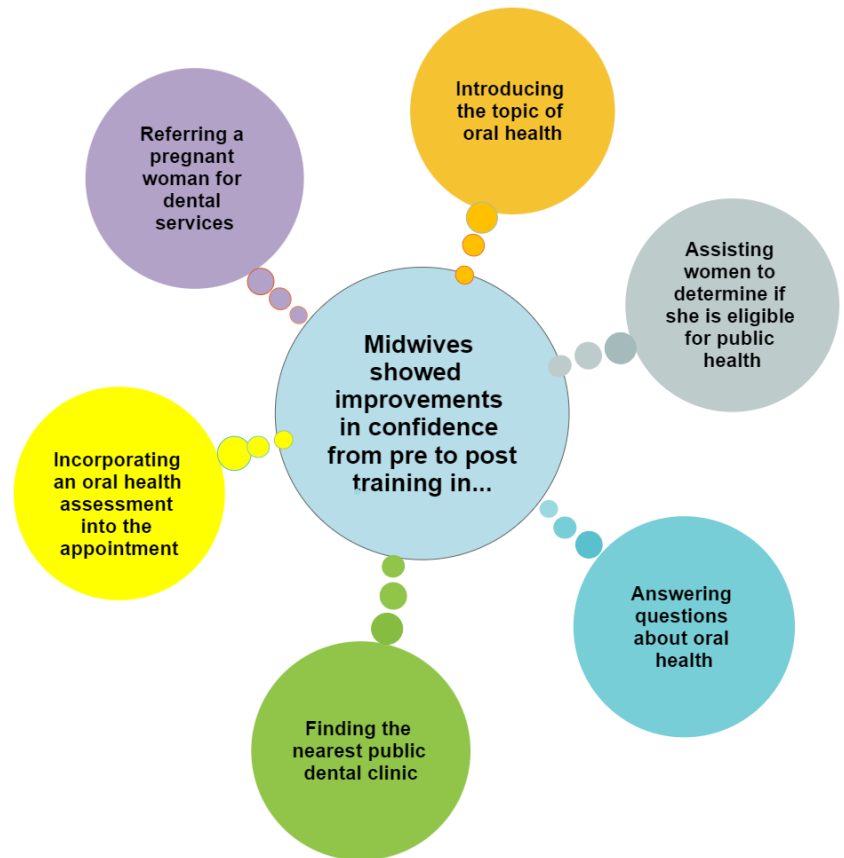 Introducing
the topic of
oral health
Referring a
pregnant
woman for
dental
services
Assisting
women to
determine if
she is eligible
for public
health
Midwives
showed
improvements
in confidence
from pre to post
training in...
Incorporating
an oral health
assessment
into the
appointment
Answering
questions
about oral
health
Finding the
nearest public
dental clinic